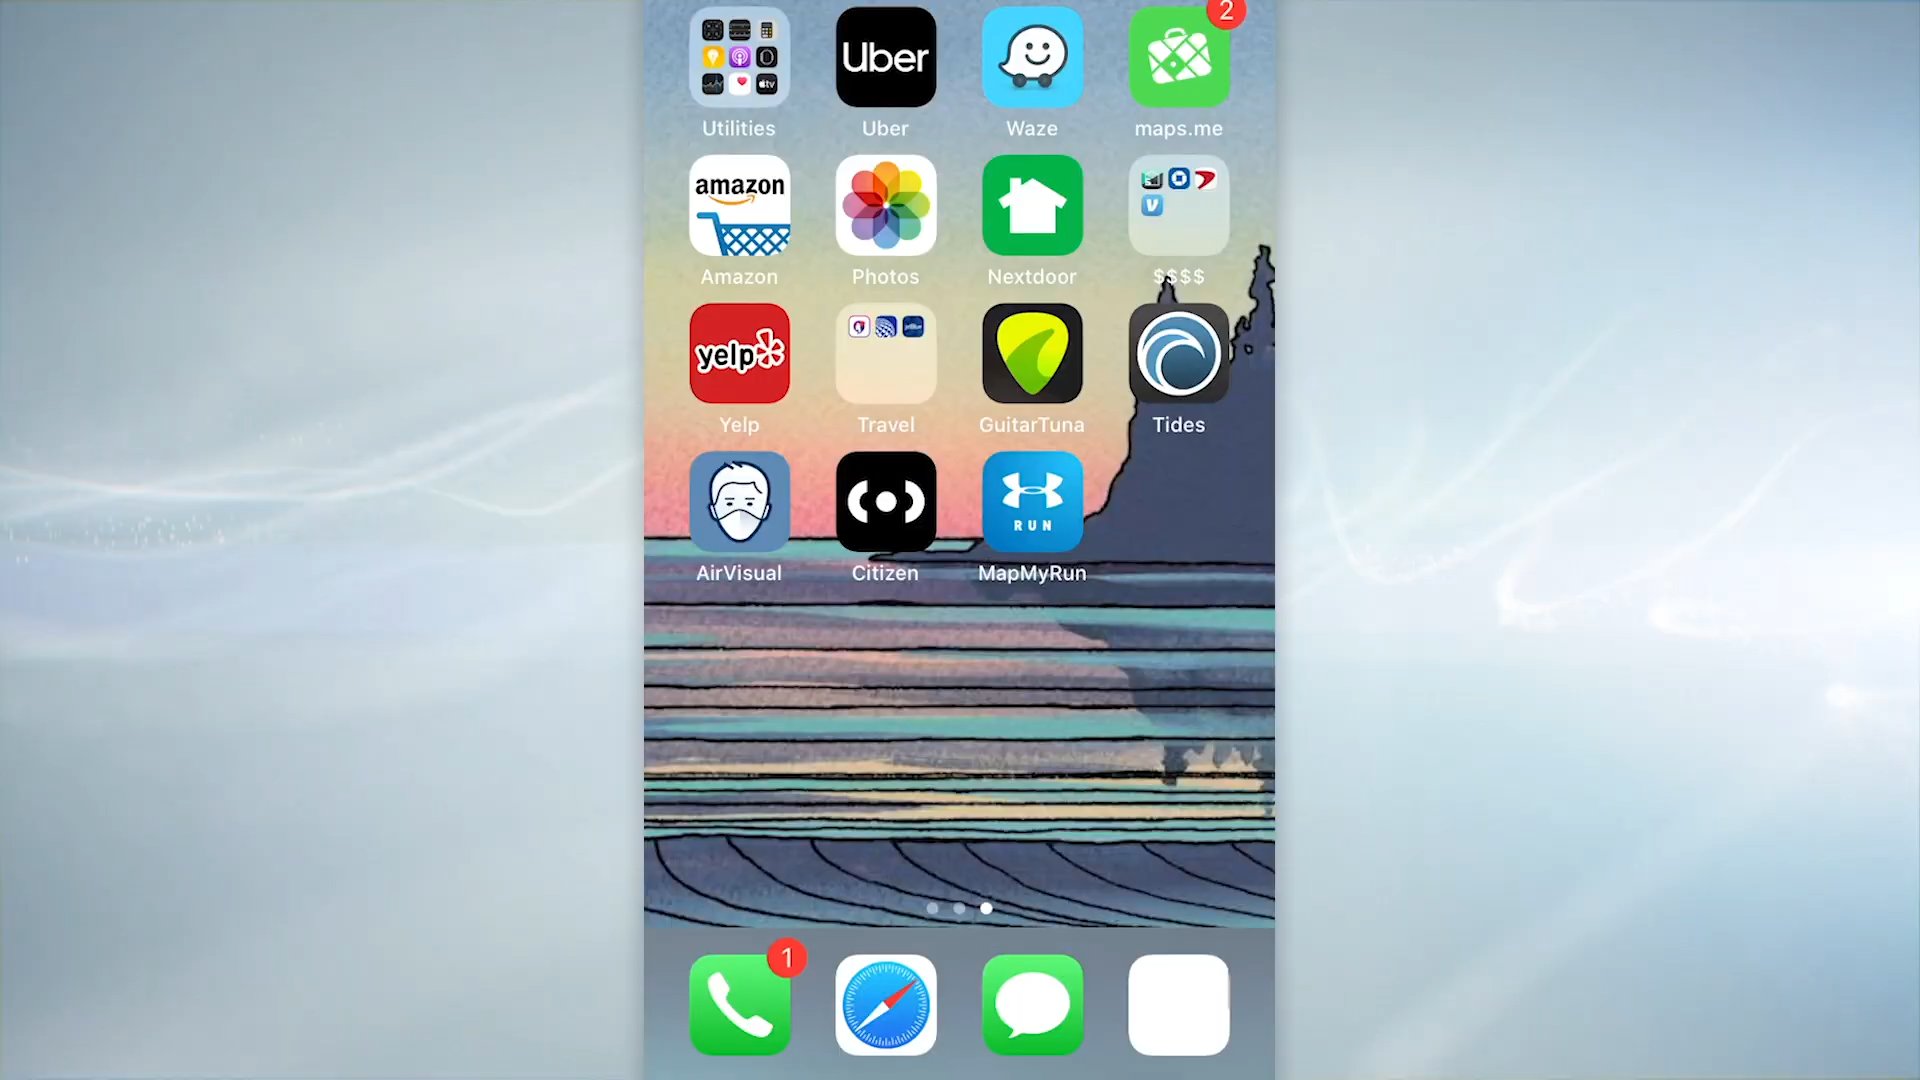 2
Uber
Utilities
Uber
Waze
maps.me
amazon
Amazon
Photos
Nextdoor
$$$$
yelp
Yelp
Travel
GuitarTuna
Tides
RUN
AirVisual
Citizen
MapMyRun
1